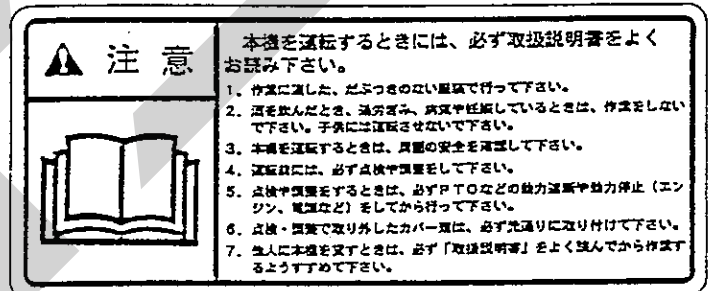 注 意
本機を運転するときには、必ず取扱説明書をよく
お読み下さい。
1. 作業に適した、だぶつきのない服装で行って下さい。
2. 酒を飲んだとき、過労ぎみ、病気や妊娠しているときは、作業をしない
で下さい。子供には運転させないで下さい。
3. 本機を運転するときは、周囲の安全を確認して下さい。
4. 運転前には、必ず点検や調整をして下さい。
5. 点検や調整をするときは、必ずPTOなどの動力遮断や動力停止(エン
ジン、電源など)をしてから行って下さい。
6. 点検・調整で取り外したカバー類は、必ず元通りに取り付けて下さい。
7. 他人に本機を貸すときは、必ず「取扱説明書」をよく読んでから作業す
るようすすめて下さい。